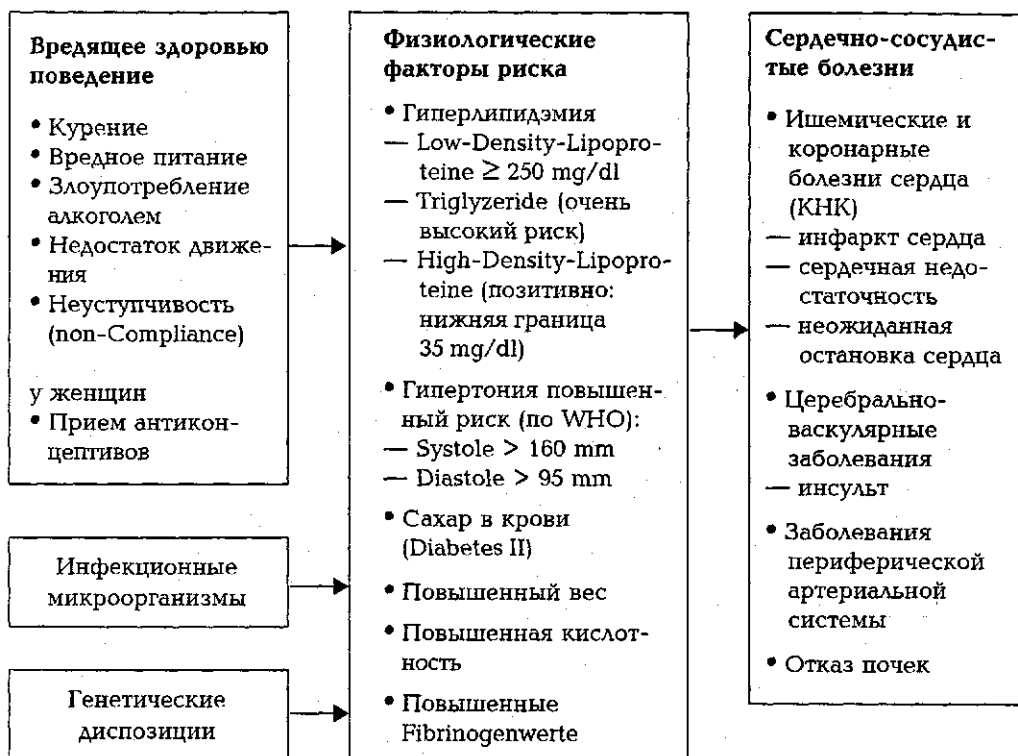 Вредящее здоровью
поведение
• Курение
• Вредное питание
• Злоупотребление
алкоголем
• Недостаток движе-
ния
• Неуступчивость
(non-Compliance)
у женщин
• Прием антикон-
цептивов
Инфекционные
микроорганизмы
Генетические
диспозиции
Физиологические
факторы риска
• Гиперлипидэмия
— Low-Density-Lipopro-
teine ≥ 250 mg/dl
— Triglyzeride (очень
высокий риск)
— High-Density-Lipopro-
teine (позитивно:
нижняя граница
35 mg/dl)
• Гипертония повышен-
ный риск (по WHO):
— Systole > 160 mm
— Diastole > 95 mm
• Сахар в крови
(Diabetes II)
• Повышенный вес
• Повышенная кислот-
ность
• Повышенные
Fibrinogenwerte
Сердечно-сосудис-
тые болезни
• Ишемические и
коронарные
болезни сердца
(КНК)
— инфаркт сердца
— сердечная недо-
статочность
— неожиданная
остановка сердца
• Церебрально-
васкулярные
заболевания
— инсульт
• Заболевания
периферической
артериальной
системы
• Отказ почек